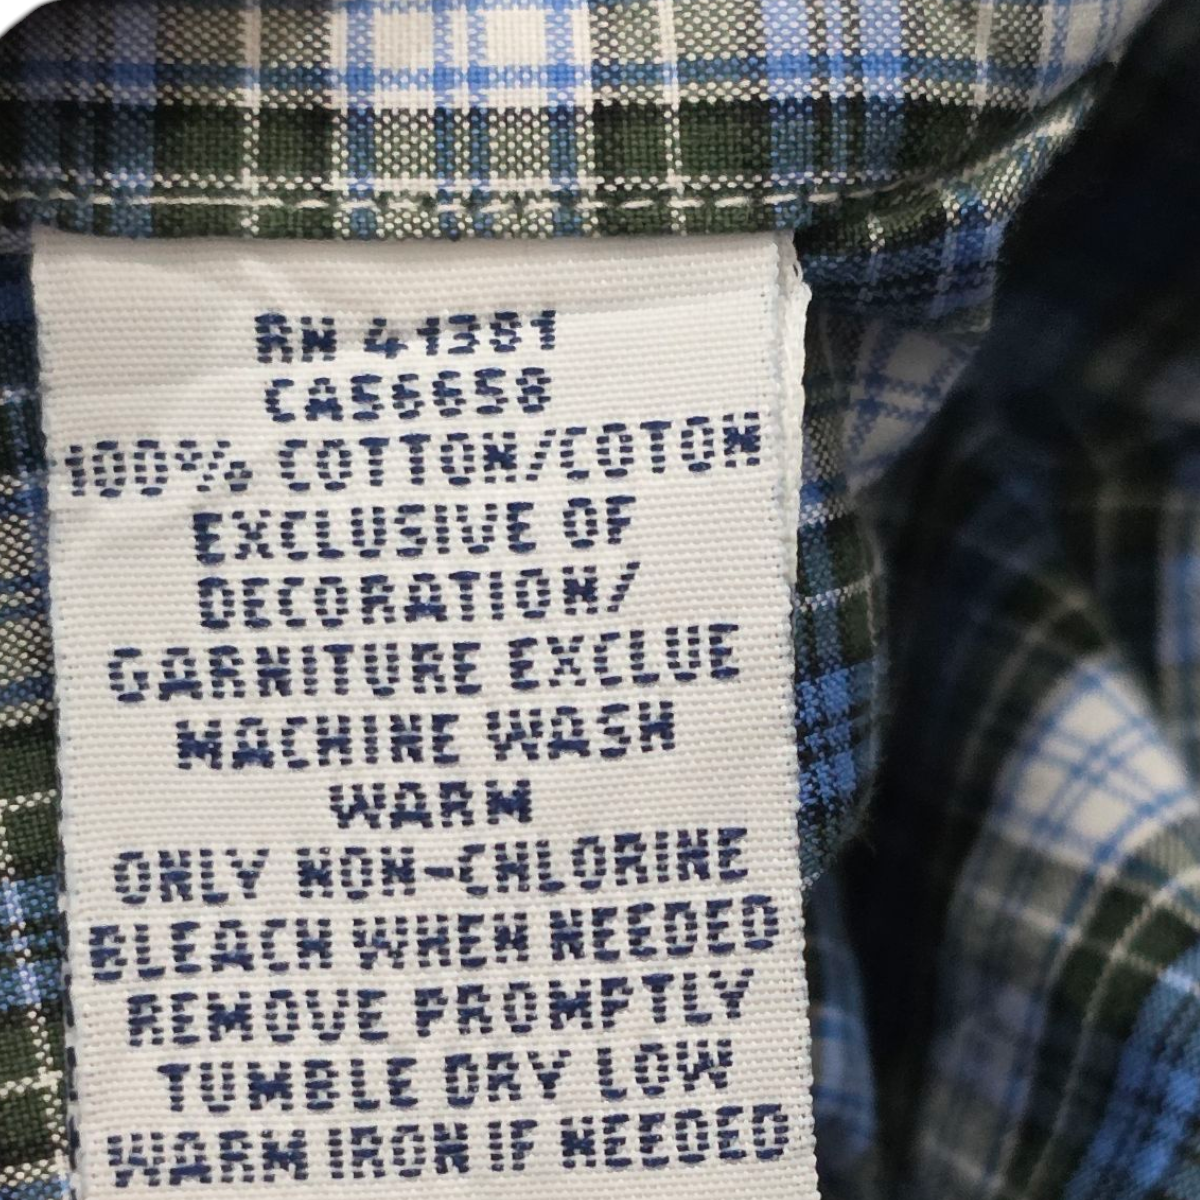 RN 41381
CA56658
100% COTTON/COTON
EXCLUSIVE OF
DECORATION/
GARNITURE EXCLUE
MACHINE WASH
WARM
ONLY NON-CHLORINE
BLEACH WHEN NEEDED
REMOVE PROMPTLY
TUMBLE DRY LOW
WARM IRON IF NEEDED